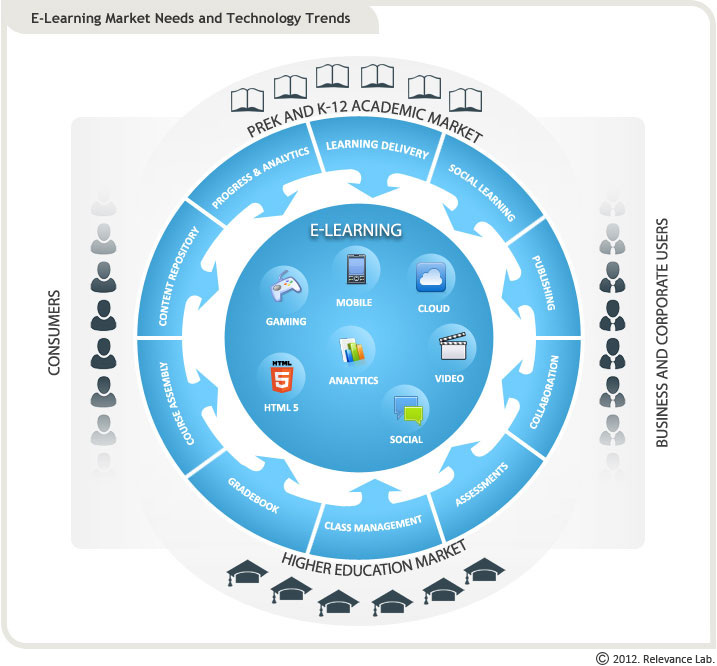 E-Learning Market Needs and Technology Trends
PREK AND K-12 ACADEMIC MARKET
LEARNING DELIVERY
SOCIAL LEARNING
PUBLISHING
COLLABORATION
ASSESSMENTS
CLASS MANAGEMENT
GRADEBOOK
COURSE ASSEMBLY
CONTENT REPOSITORY
PROGRESS & ANALYTICS
E-LEARNING
MOBILE
GAMING
CLOUD
ANALYTICS
VIDEO
HTML
5
HTML 5
SOCIAL
CONSUMERS
BUSINESS AND CORPORATE USERS
HIGHER EDUCATION MARKET
© 2012. Relevance Lab.